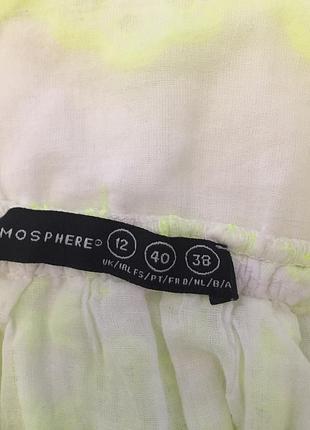 MOSPHERE® 12 40 38
UK/IRL ES/PT/FR D/NL/B/A